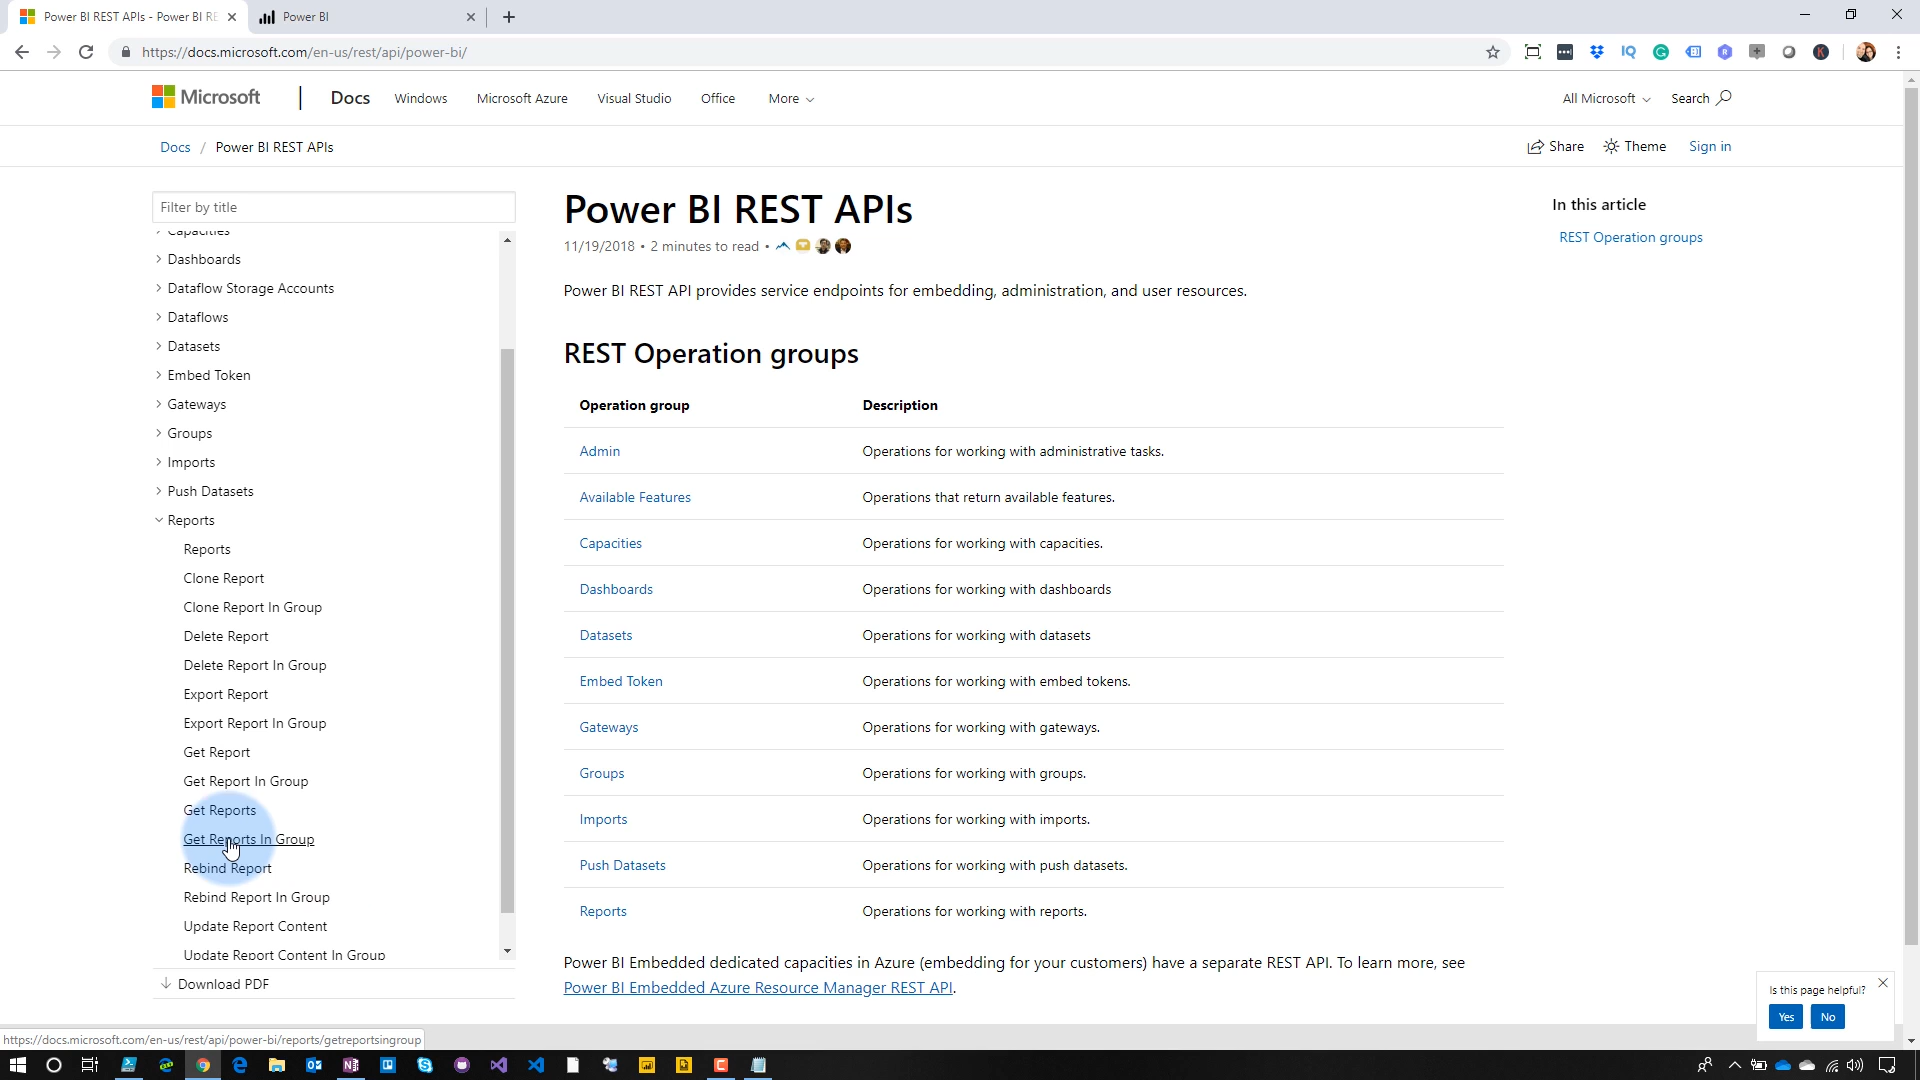 Power BI REST APIs - Power BI RE
Power BI
https://docs.microsoft.com/en-us/rest/api/power-bi/
Microsoft
Docs
Windows
Microsoft Azure
Visual Studio
Office
More
All Microsoft
Search
Docs / Power BI REST APIs
Share
Theme
Sign in
Filter by title
Capacities
Dashboards
Dataflow Storage Accounts
Dataflows
Datasets
Embed Token
Gateways
Groups
Imports
Push Datasets
Reports
Reports
Clone Report
Clone Report In Group
Delete Report
Delete Report In Group
Export Report
Export Report In Group
Get Report
Get Report In Group
Get Reports
Get Reports In Group
Rebind Report
Rebind Report In Group
Update Report Content
Update Report Content In Group
Download PDF
Power BI REST APIs
11/19/2018 • 2 minutes to read •
Power BI REST API provides service endpoints for embedding, administration, and user resources.
REST Operation groups
Operation group Description
Admin Operations for working with administrative tasks.
Available Features Operations that return available features.
Capacities Operations for working with capacities.
Dashboards Operations for working with dashboards
Datasets Operations for working with datasets
Embed Token Operations for working with embed tokens.
Gateways Operations for working with gateways.
Groups Operations for working with groups.
Imports Operations for working with imports.
Push Datasets Operations for working with push datasets.
Reports Operations for working with reports.
Power BI Embedded dedicated capacities in Azure (embedding for your customers) have a separate REST API. To learn more, see
Power BI Embedded Azure Resource Manager REST API.
In this article
REST Operation groups
Is this page helpful?
Yes
No
https://docs.microsoft.com/en-us/rest/api/power-bi/reports/getreportsingroup